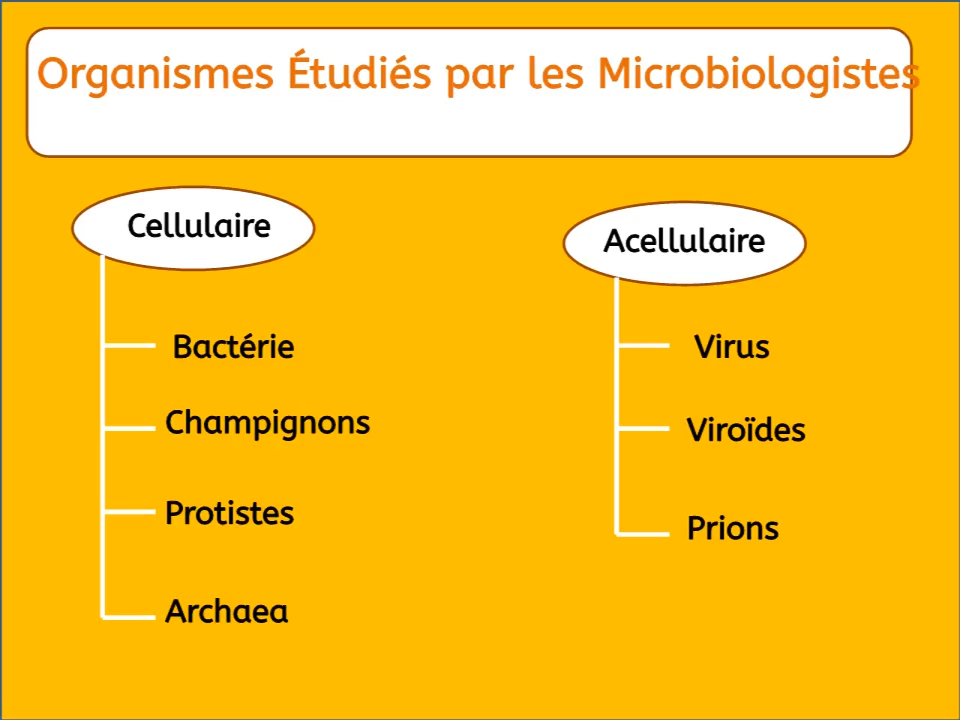 Organismes Étudiés par les Microbiologistes
Cellulaire
Bactérie
Champignons
Protistes
Archaea
Acellulaire
Virus
Viroïdes
Prions